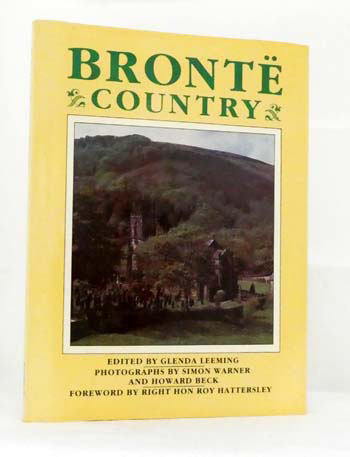 BRONTË
COUNTRY
EDITED BY GLENDA LEEMING
PHOTOGRAPHS BY SIMON WARNER
AND HOWARD BECK
FOREWORD BY RIGHT HON ROY HATTERSLEY